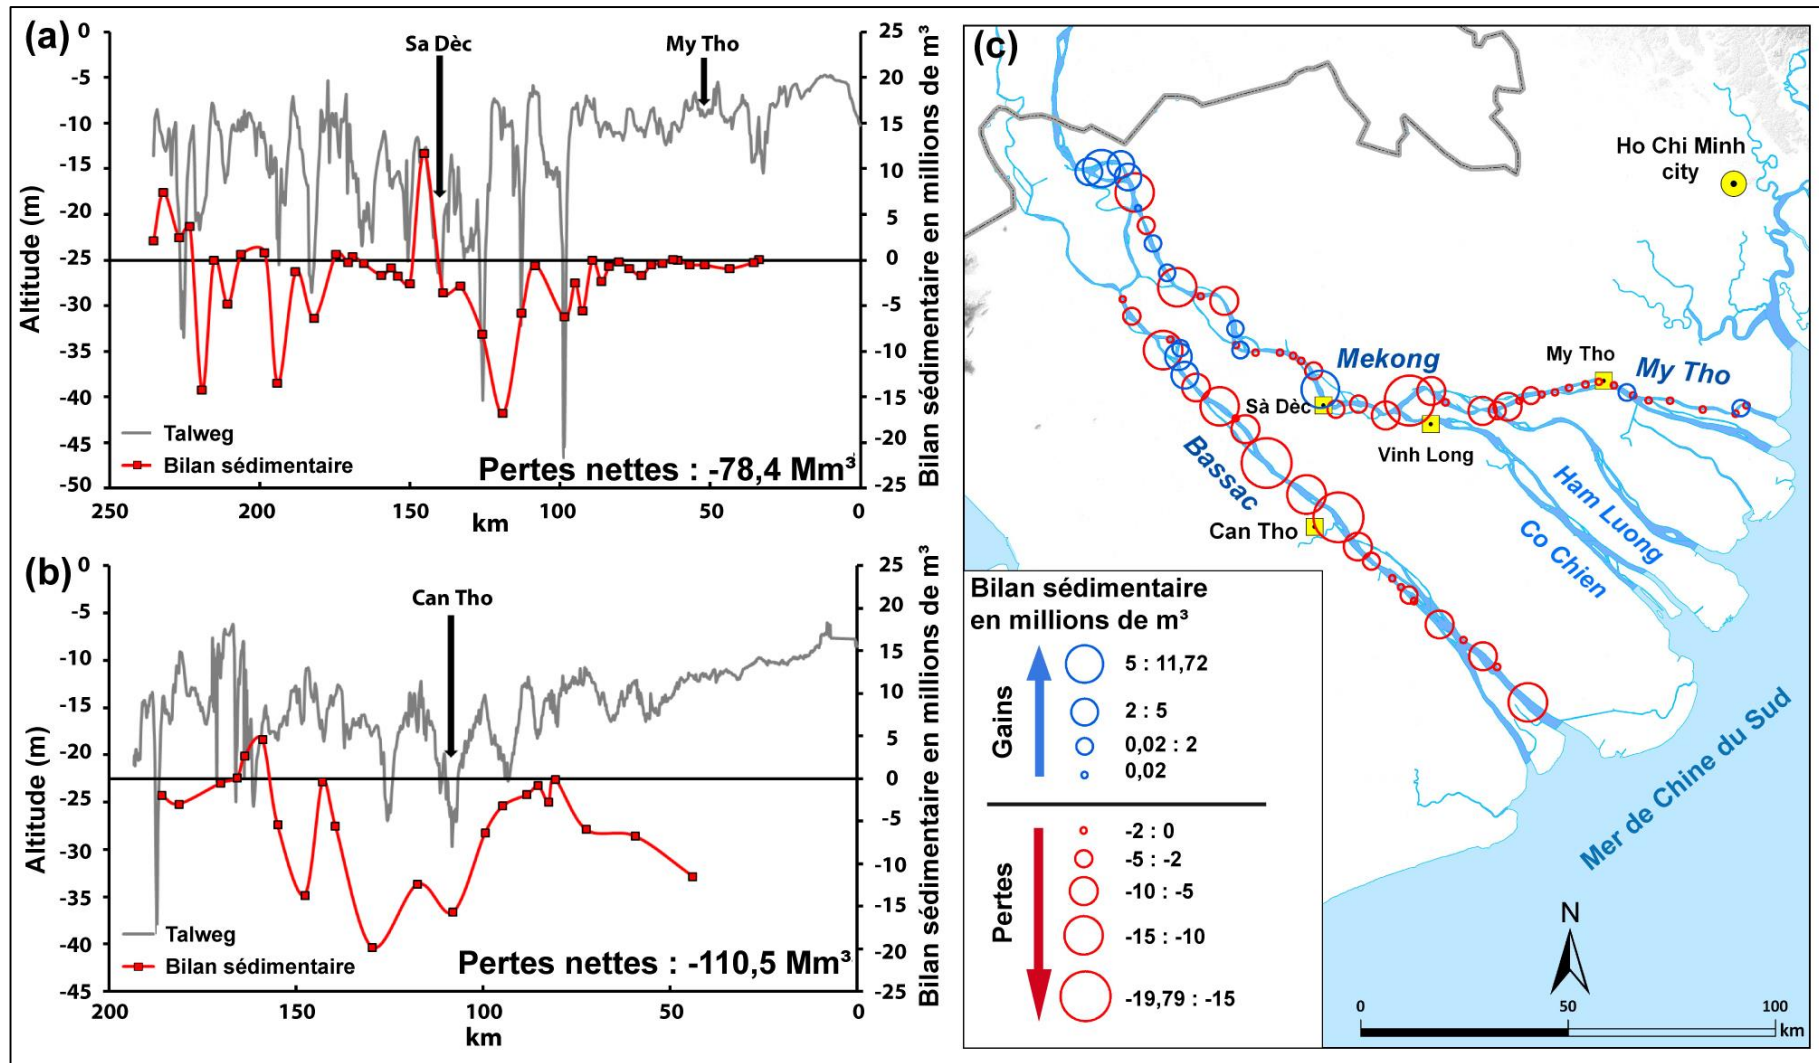 (a)
Sa Dèc
My Tho
0
-5
-10
-15
-20
-25
-30
-35
-40
-45
-50
Altitude (m)
25
20
15
10
5
0
-5
-10
-15
-20
-25
Bilan sédimentaire en millions de m³
Talweg
Bilan sédimentaire
Pertes nettes : -78,4 Mm³
250
200
150
100
50
0
km
(b)
Can Tho
0
-5
-10
-15
-20
-25
-30
-35
-40
-45
Altitude (m)
25
20
15
10
5
0
-5
-10
-15
-20
-25
Bilan sédimentaire en millions de m³
Talweg
Bilan sédimentaire
Pertes nettes : -110,5 Mm³
200
150
100
50
0
km
(c)
Ho Chi Minh
city
Mekong
My Tho
My Tho
Sà Dèc
Vinh Long
Bassac
Ham Luong
Can Tho
Co Chien
Mer de Chine du Sud
Bilan sédimentaire
en millions de m³
Gains
5 : 11,72
2 : 5
0,02 : 2
0,02
Pertes
-2 : 0
-5 : -2
-10 : -5
-15 : -10
-19,79 : -15
N
0
50
100
km